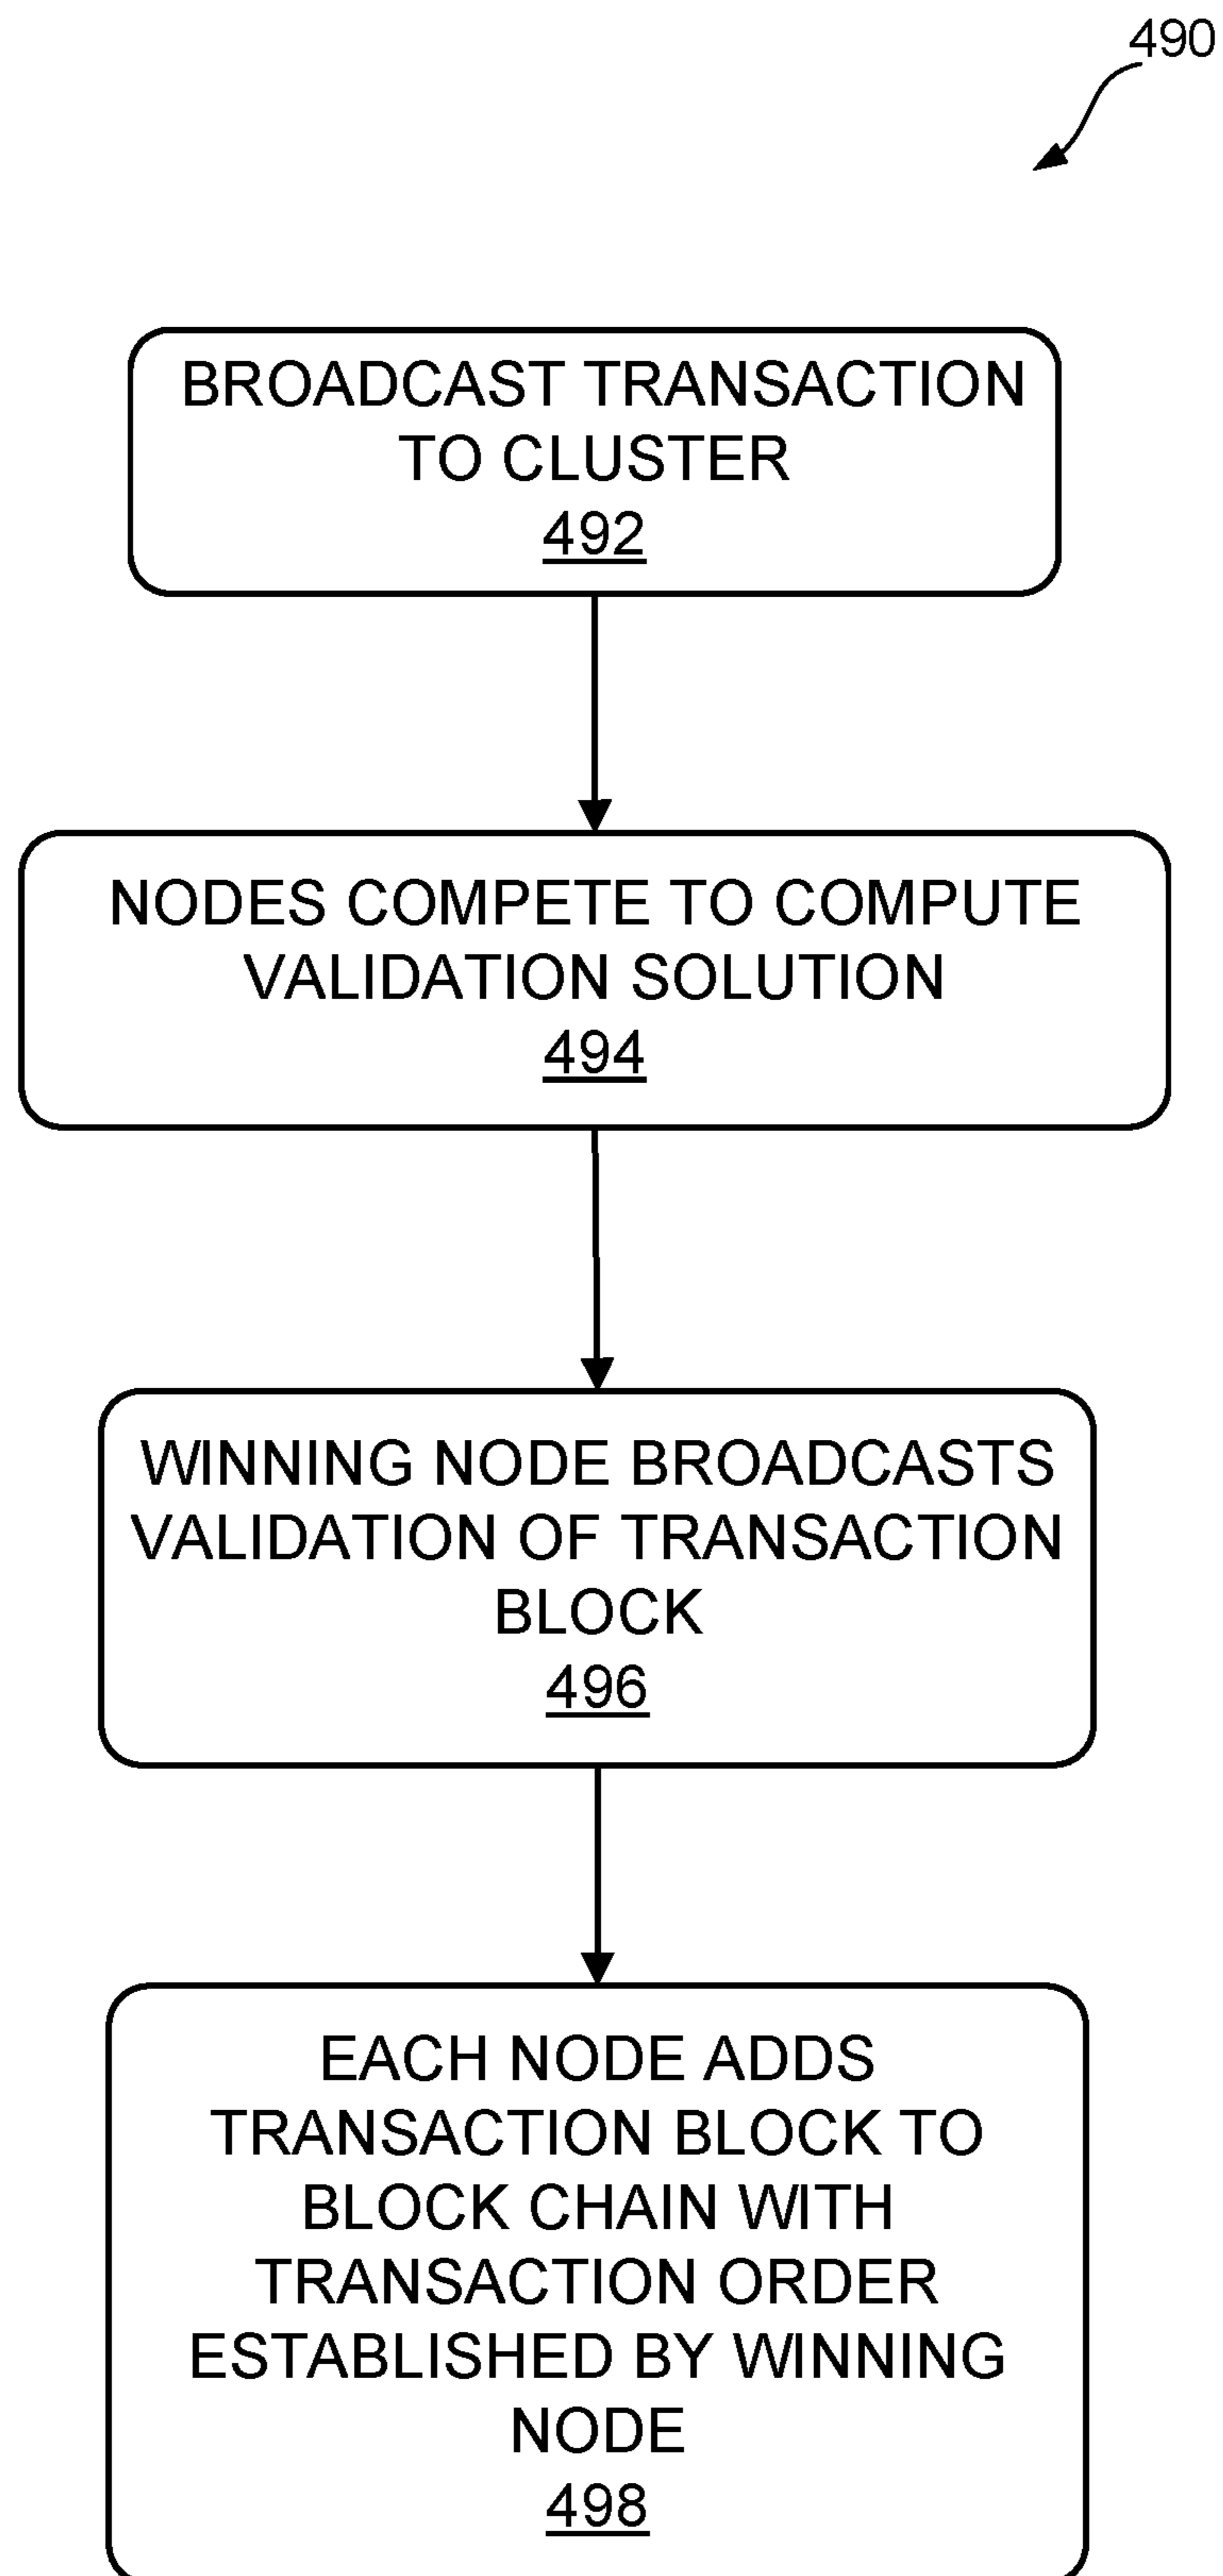 490
BROADCAST TRANSACTION
TO CLUSTER
492
NODES COMPETE TO COMPUTE
VALIDATION SOLUTION
494
WINNING NODE BROADCASTS
VALIDATION OF TRANSACTION
BLOCK
496
EACH NODE ADDS
TRANSACTION BLOCK TO
BLOCK CHAIN WITH
TRANSACTION ORDER
ESTABLISHED BY WINNING
NODE
498